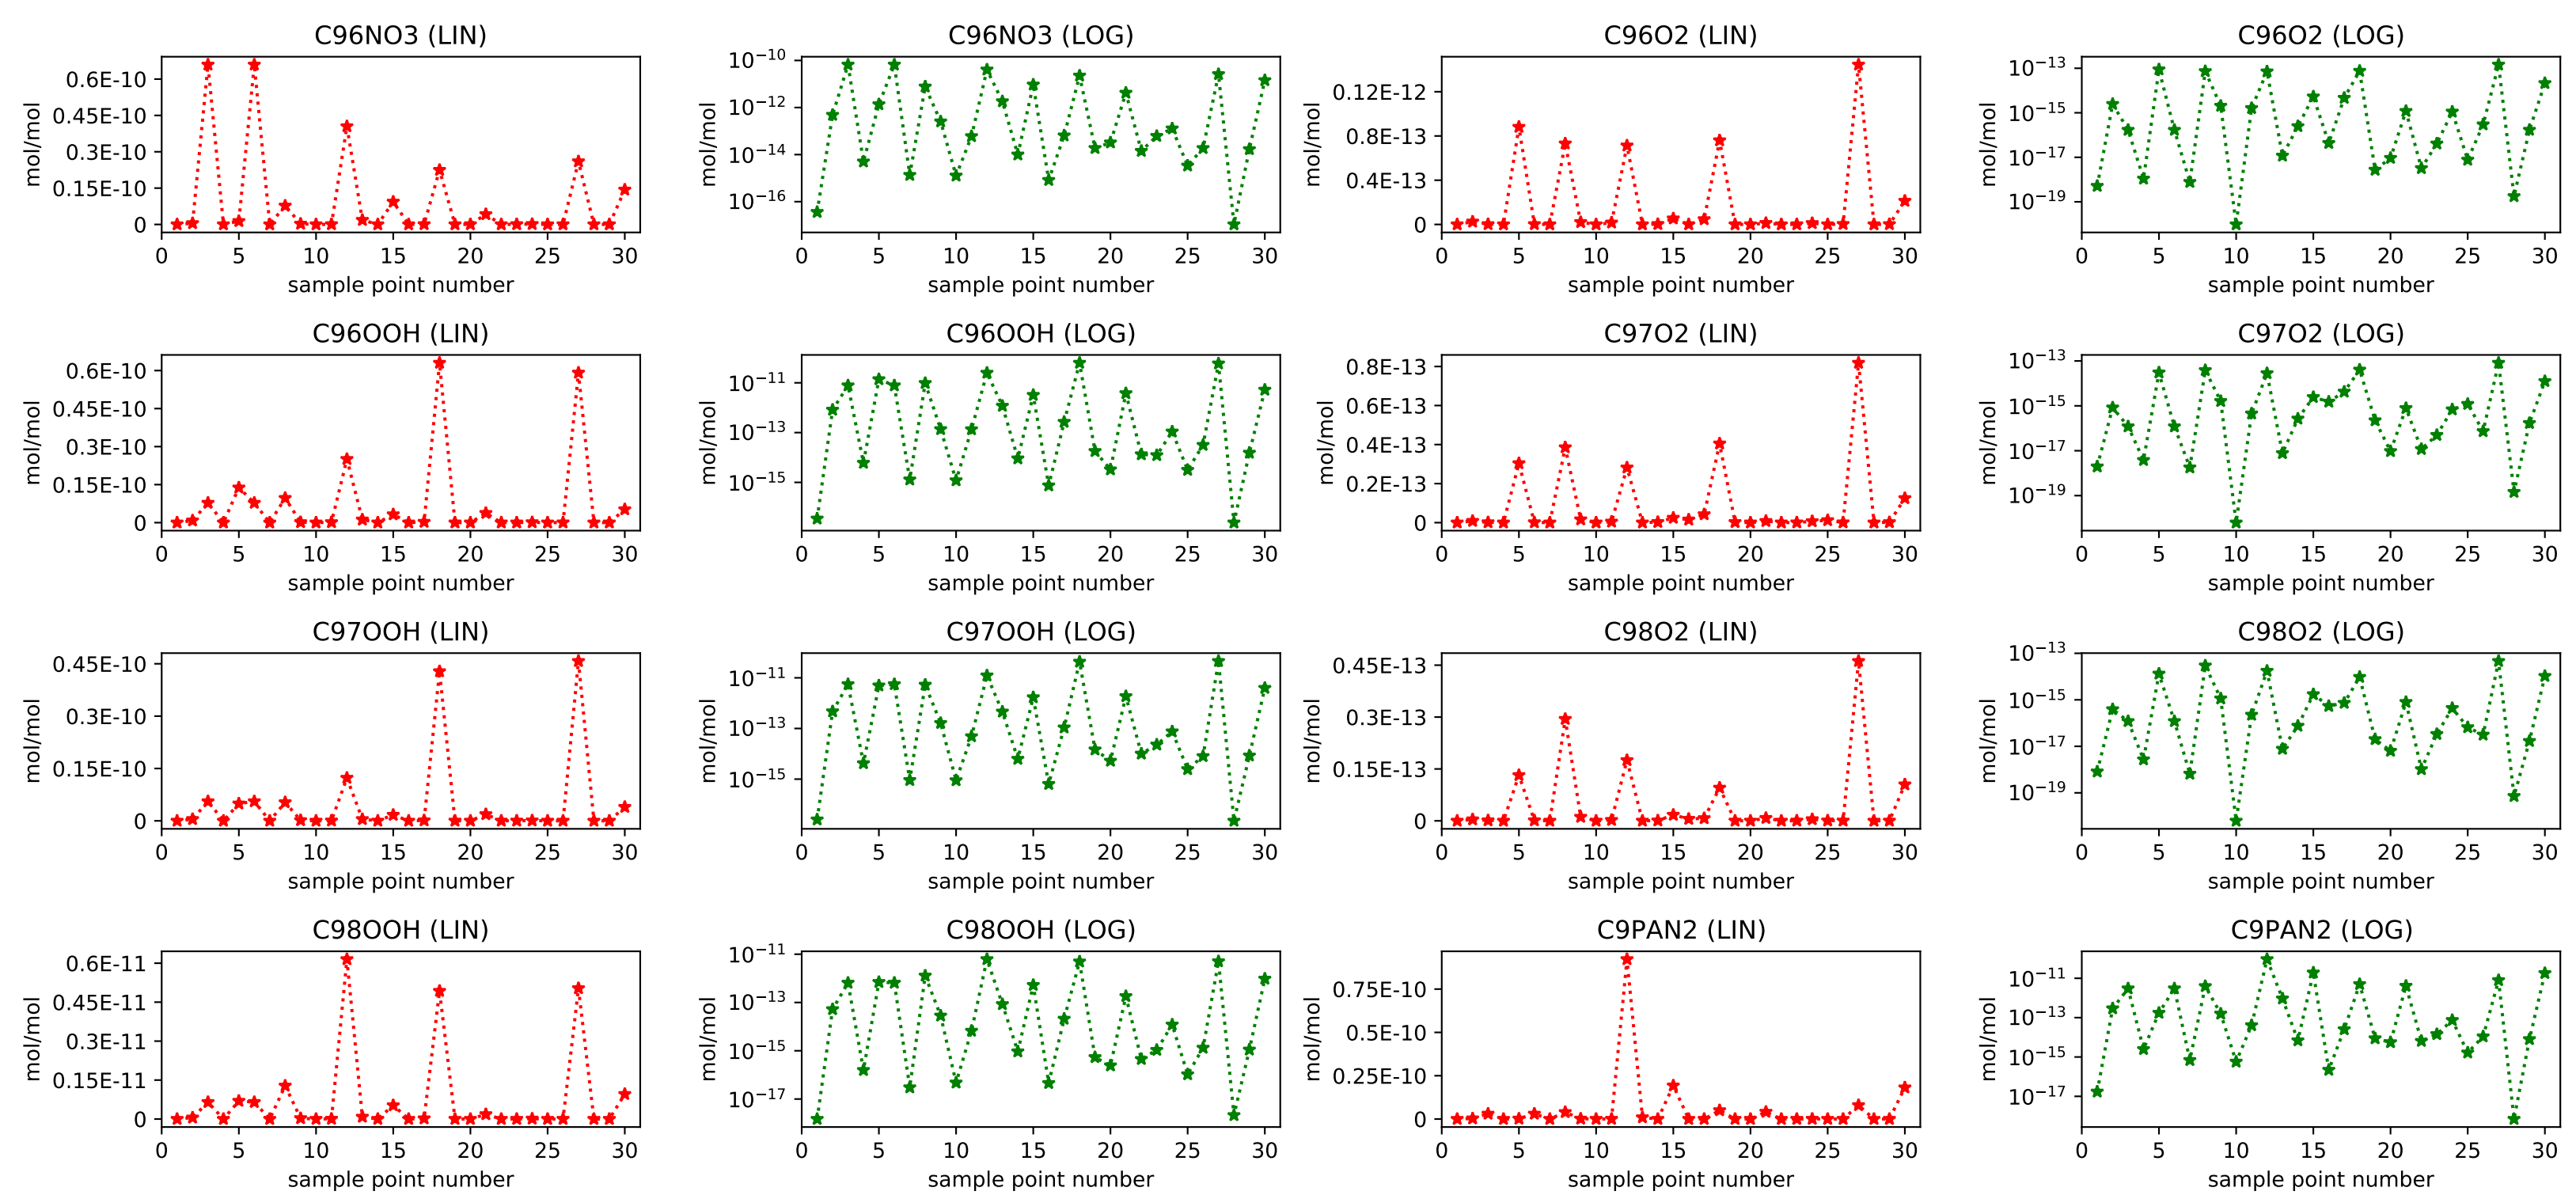 C96NO3 (LIN)
mol/mol
0.6E-10
0.45E-10
0.3E-10
0.15E-10
0
0 5 10 15 20 25 30
sample point number
C96NO3 (LOG)
mol/mol
10−10
10−12
10−14
10−16
0 5 10 15 20 25 30
sample point number
C96O2 (LIN)
mol/mol
0.12E-12
0.8E-13
0.4E-13
0
0 5 10 15 20 25 30
sample point number
C96O2 (LOG)
mol/mol
10−13
10−15
10−17
10−19
0 5 10 15 20 25 30
sample point number
C96OOH (LIN)
mol/mol
0.6E-10
0.45E-10
0.3E-10
0.15E-10
0
0 5 10 15 20 25 30
sample point number
C96OOH (LOG)
mol/mol
10−11
10−13
10−15
0 5 10 15 20 25 30
sample point number
C97O2 (LIN)
mol/mol
0.8E-13
0.6E-13
0.4E-13
0.2E-13
0
0 5 10 15 20 25 30
sample point number
C97O2 (LOG)
mol/mol
10−13
10−15
10−17
10−19
0 5 10 15 20 25 30
sample point number
C97OOH (LIN)
mol/mol
0.45E-10
0.3E-10
0.15E-10
0
0 5 10 15 20 25 30
sample point number
C97OOH (LOG)
mol/mol
10−11
10−13
10−15
0 5 10 15 20 25 30
sample point number
C98O2 (LIN)
mol/mol
0.45E-13
0.3E-13
0.15E-13
0
0 5 10 15 20 25 30
sample point number
C98O2 (LOG)
mol/mol
10−13
10−15
10−17
10−19
0 5 10 15 20 25 30
sample point number
C98OOH (LIN)
mol/mol
0.6E-11
0.45E-11
0.3E-11
0.15E-11
0
0 5 10 15 20 25 30
sample point number
C98OOH (LOG)
mol/mol
10−11
10−13
10−15
10−17
0 5 10 15 20 25 30
sample point number
C9PAN2 (LIN)
mol/mol
0.75E-10
0.5E-10
0.25E-10
0
0 5 10 15 20 25 30
sample point number
C9PAN2 (LOG)
mol/mol
10−11
10−13
10−15
10−17
0 5 10 15 20 25 30
sample point number